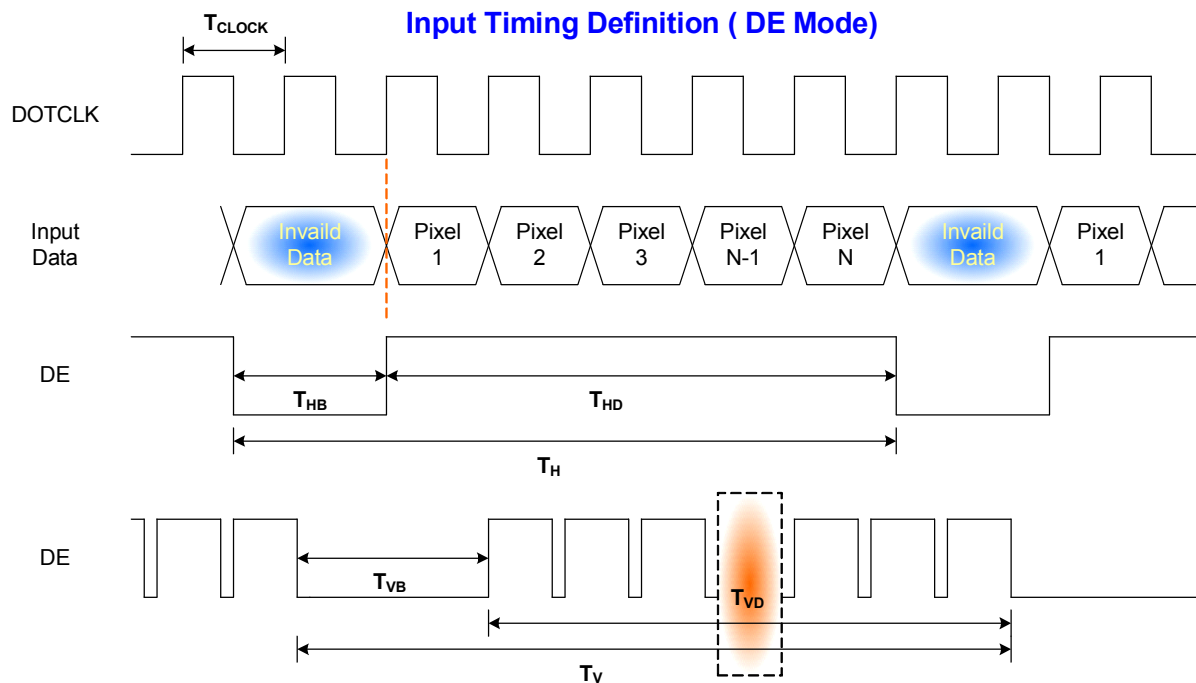 Input Timing Definition ( DE Mode)
TCLOCK
DOTCLK
Input
Data
Invaild
Data
Pixel
1
Pixel
2
Pixel
3
Pixel
N-1
Pixel
N
Invaild
Data
Pixel
1
DE
THB
THD
TH
DE
TVB
TVD
TV